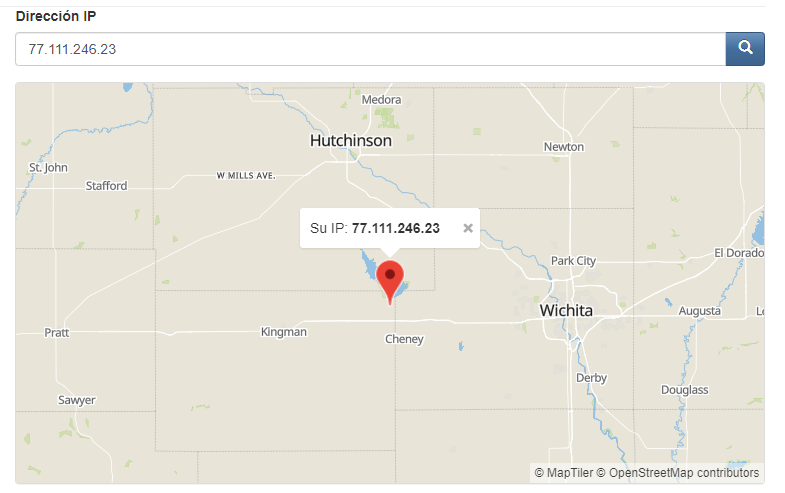 Dirección IP
77.111.246.23
Medora
Hutchinson
Newton
St. John
Stafford
W MILLS AVE.
Su IP: 77.111.246.23 ×
El Dorado
Park City
Wichita
Augusta
Pratt
Kingman
Cheney
Derby
Douglass
Sawyer
© MapTiler © OpenStreetMap contributors